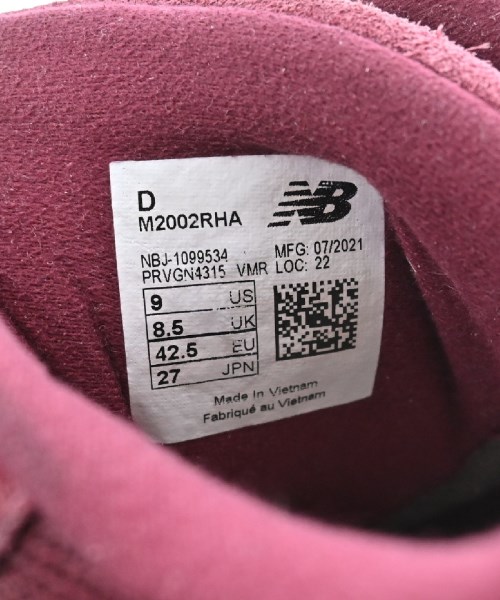 D
M2002RHA
NB
NBJ-1099534 MFG: 07/2021
PRVGN4315 VMR LOC: 22
9 US
8.5 UK
42.5 EU
27 JPN
Made in Vietnam
Fabriqué au Vietnam